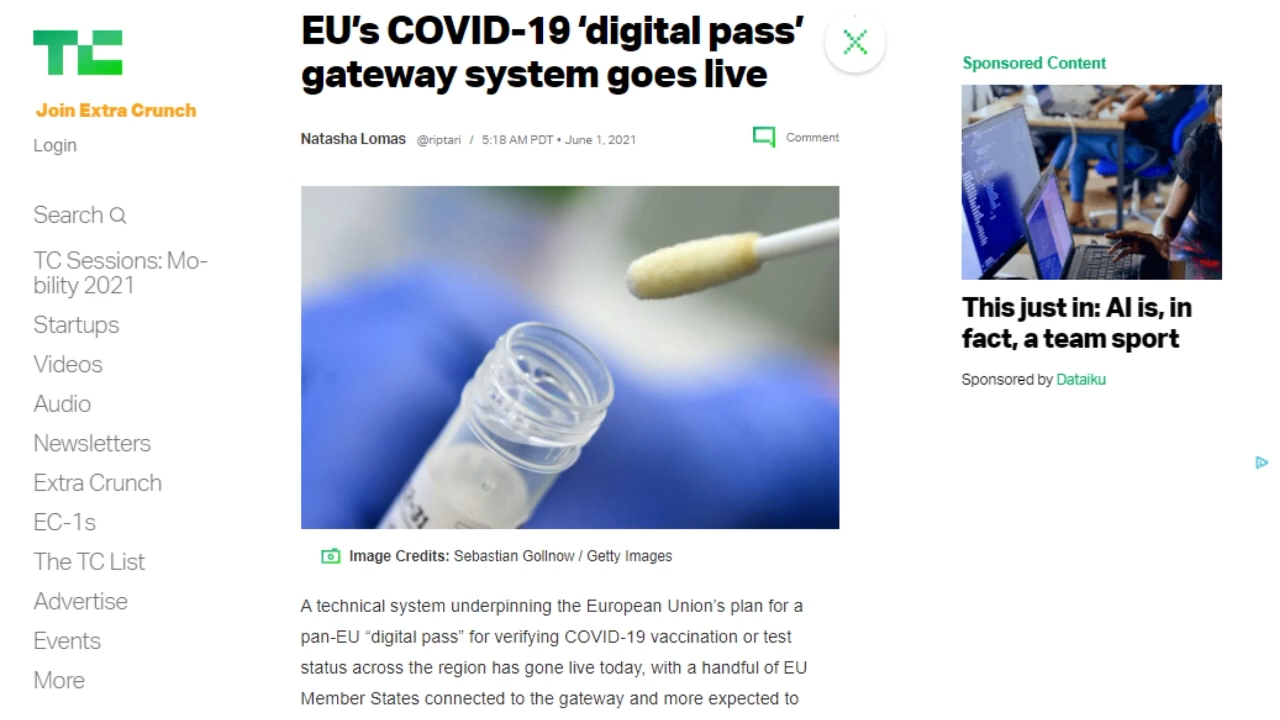 TC
Join Extra Crunch
Login
Search
TC Sessions: Mo-
bility 2021
Startups
Videos
Audio
Newsletters
Extra Crunch
EC-1s
The TC List
Advertise
Events
More
EU’s COVID-19 ‘digital pass’
gateway system goes live
Natasha Lomas @riptari / 5:18 AM PDT • June 1, 2021
Comment
Image Credits: Sebastian Gollnow / Getty Images
A technical system underpinning the European Union’s plan for a
pan-EU “digital pass” for verifying COVID-19 vaccination or test
status across the region has gone live today, with a handful of EU
Member States connected to the gateway and more expected to
Sponsored Content
This just in: AI is, in
fact, a team sport
Sponsored by Dataiku